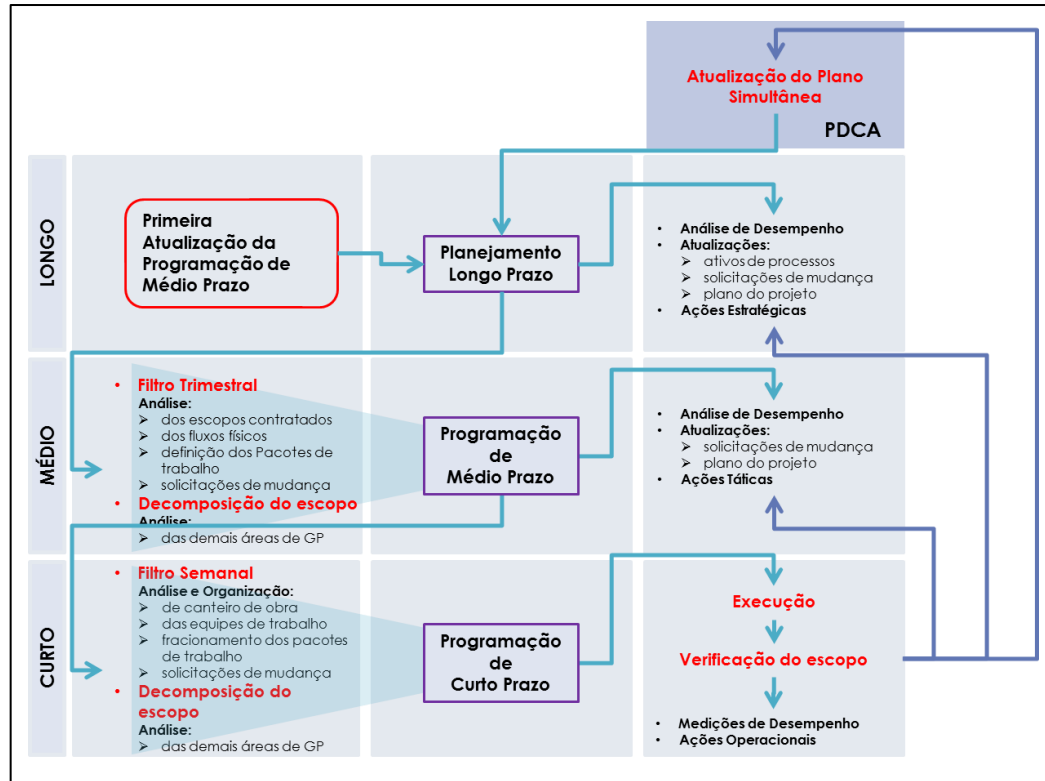 Atualização do Plano
Simultânea
PDCA
LONGO
Primeira
Atualização da
Programação de
Médio Prazo
Planejamento
Longo Prazo
• Análise de Desempenho
• Atualizações:
➢ ativos de processos
➢ solicitações de mudança
➢ plano do projeto
• Ações Estratégicas
MÉDIO
• Filtro Trimestral
Análise:
➢ dos escopos contratados
➢ dos fluxos físicos
➢ definição dos Pacotes de
trabalho
➢ solicitações de mudança
• Decomposição do escopo
Análise:
➢ das demais áreas de GP
Programação
de
Médio Prazo
• Análise de Desempenho
• Atualizações:
➢ solicitações de mudança
➢ plano do projeto
• Ações Táticas
CURTO
• Filtro Semanal
Análise e Organização:
➢ de canteiro de obra
➢ das equipes de trabalho
➢ fracionamento dos pacotes
de trabalho
➢ solicitações de mudança
• Decomposição do
escopo
Análise:
➢ das demais áreas de GP
Programação
de
Curto Prazo
Execução
Verificação do escopo
• Medições de Desempenho
• Ações Operacionais